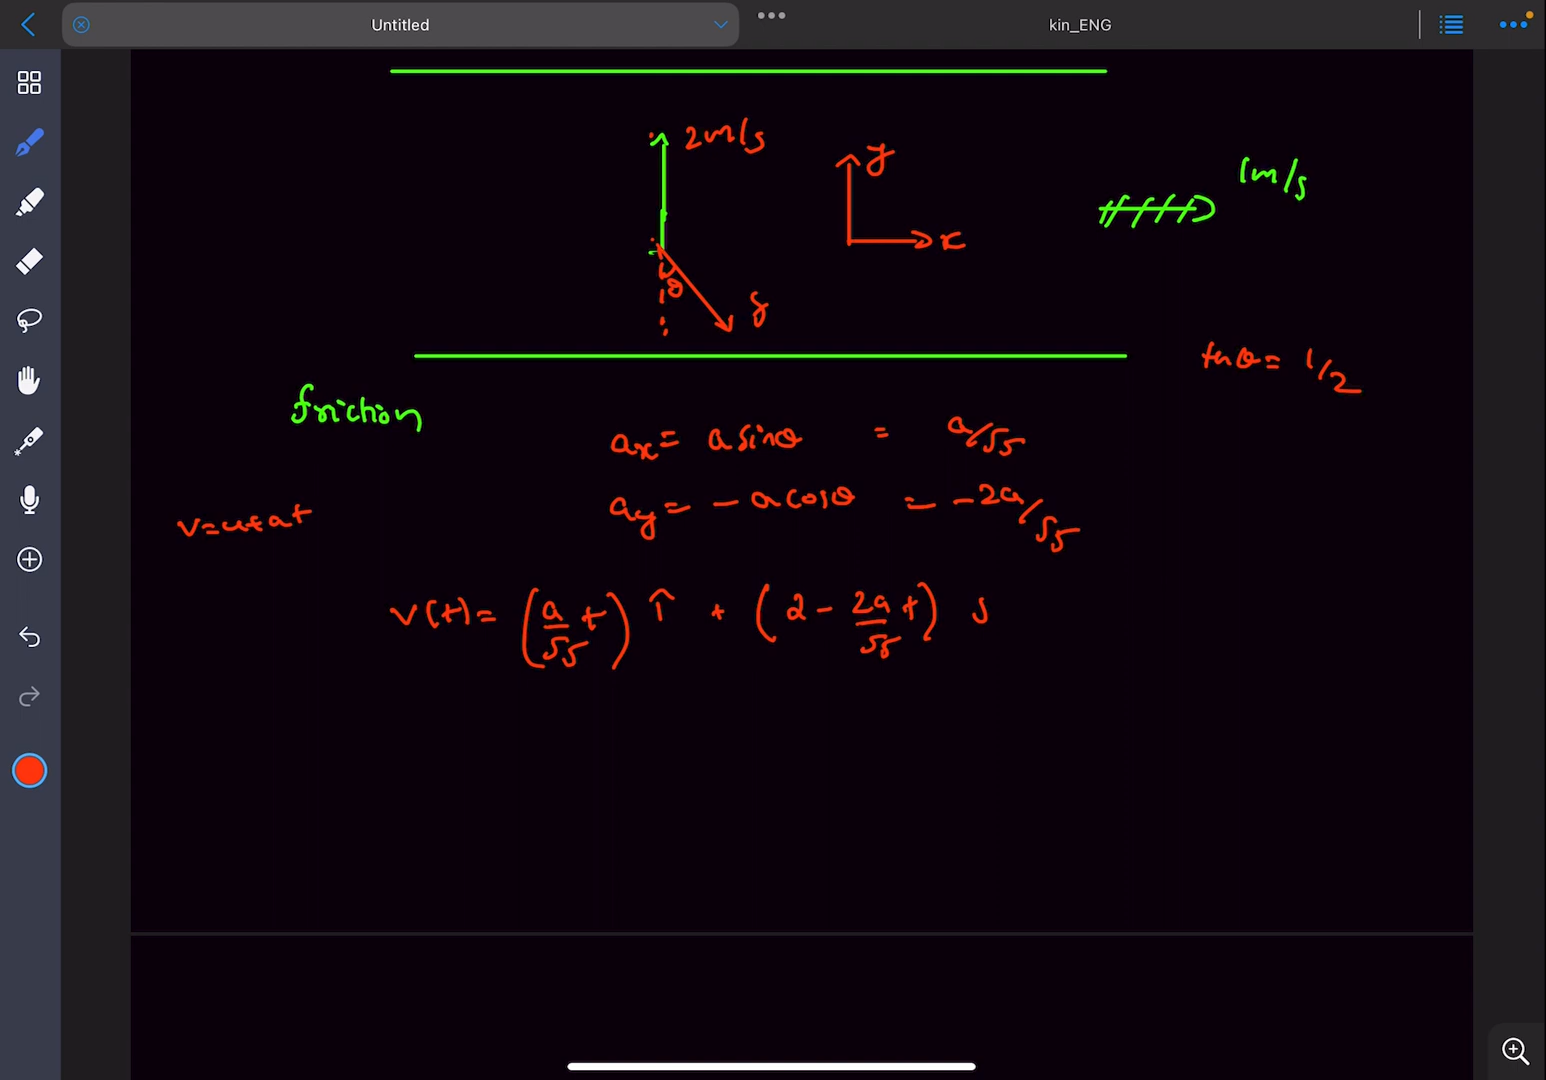 Untitled
kin_ENG
2m/s
y
x
1m/s
θ
f
tanθ = 1/2
friction
ax = a sinθ = a/√5
ay = - a cosθ = - 2a/√5
v=u+at
v(t) = (a/√5 t) î + (2 - 2a/√5 t) j